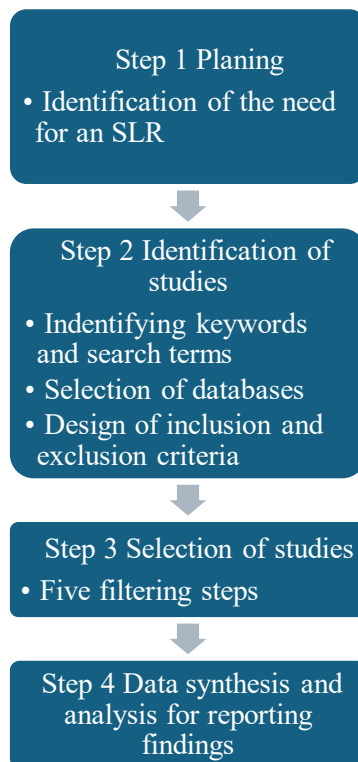 Step 1 Planing
• Identification of the need
for an SLR
Step 2 Identification of
studies
• Indentifying keywords
and search terms
• Selection of databases
• Design of inclusion and
exclusion criteria
Step 3 Selection of studies
• Five filtering steps
Step 4 Data synthesis and
analysis for reporting
findings